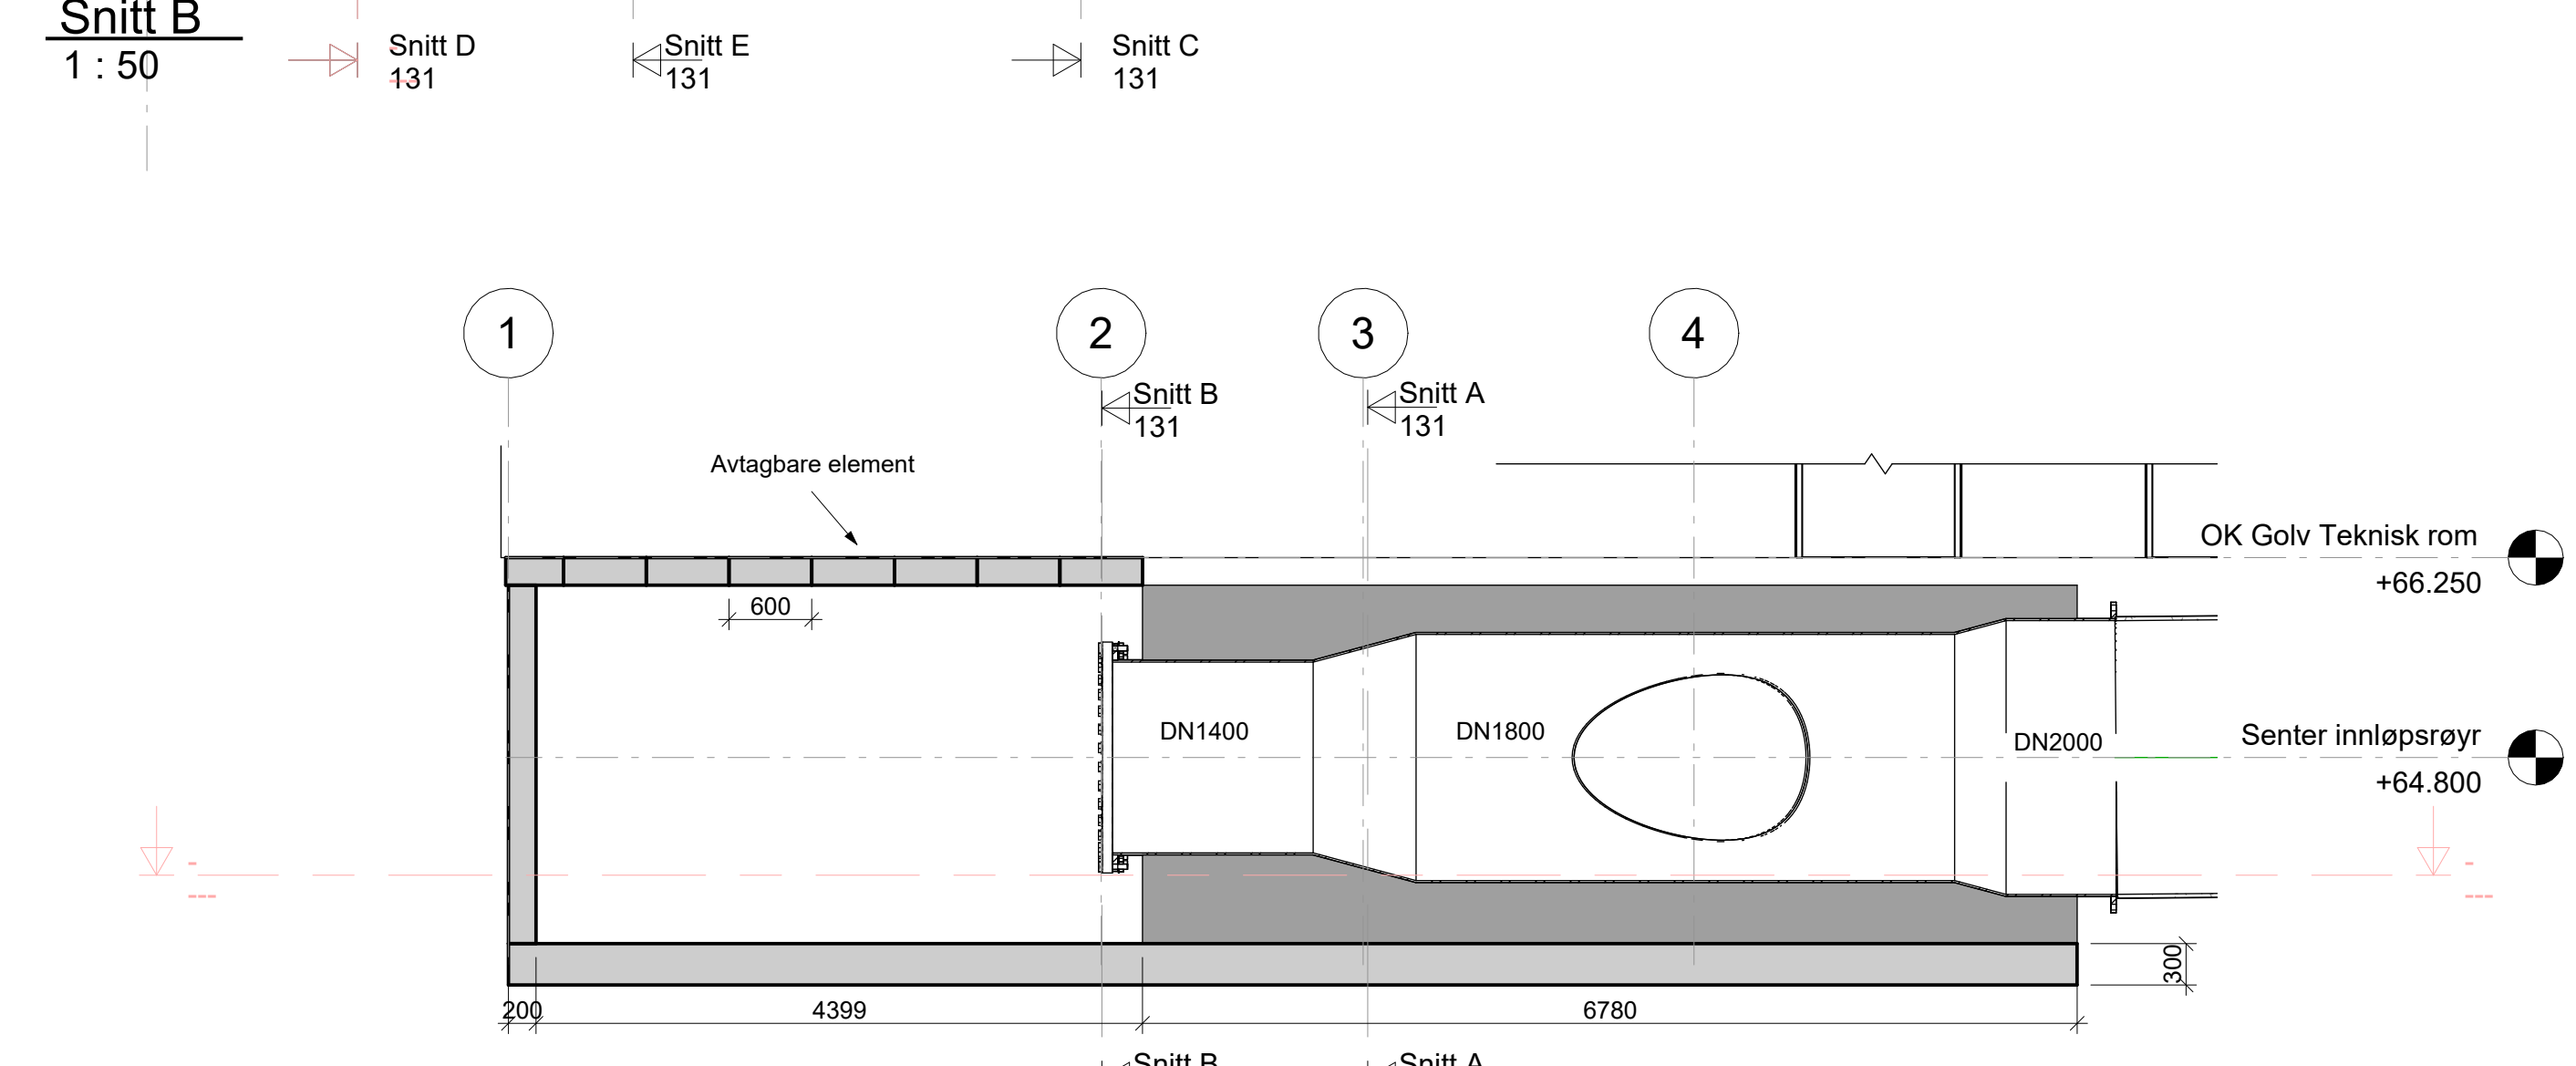 Snitt B
1 : 50
Snitt D
131
Snitt E
131
Snitt C
131
1
2
3
4
Snitt B
131
Snitt A
131
Avtagbare element
OK Golv Teknisk rom
+66.250
600
DN1400
DN1800
DN2000
Senter innløpsrøyr
+64.800
-
---
-
---
300
200
4399
6780
Snitt B
Snitt A